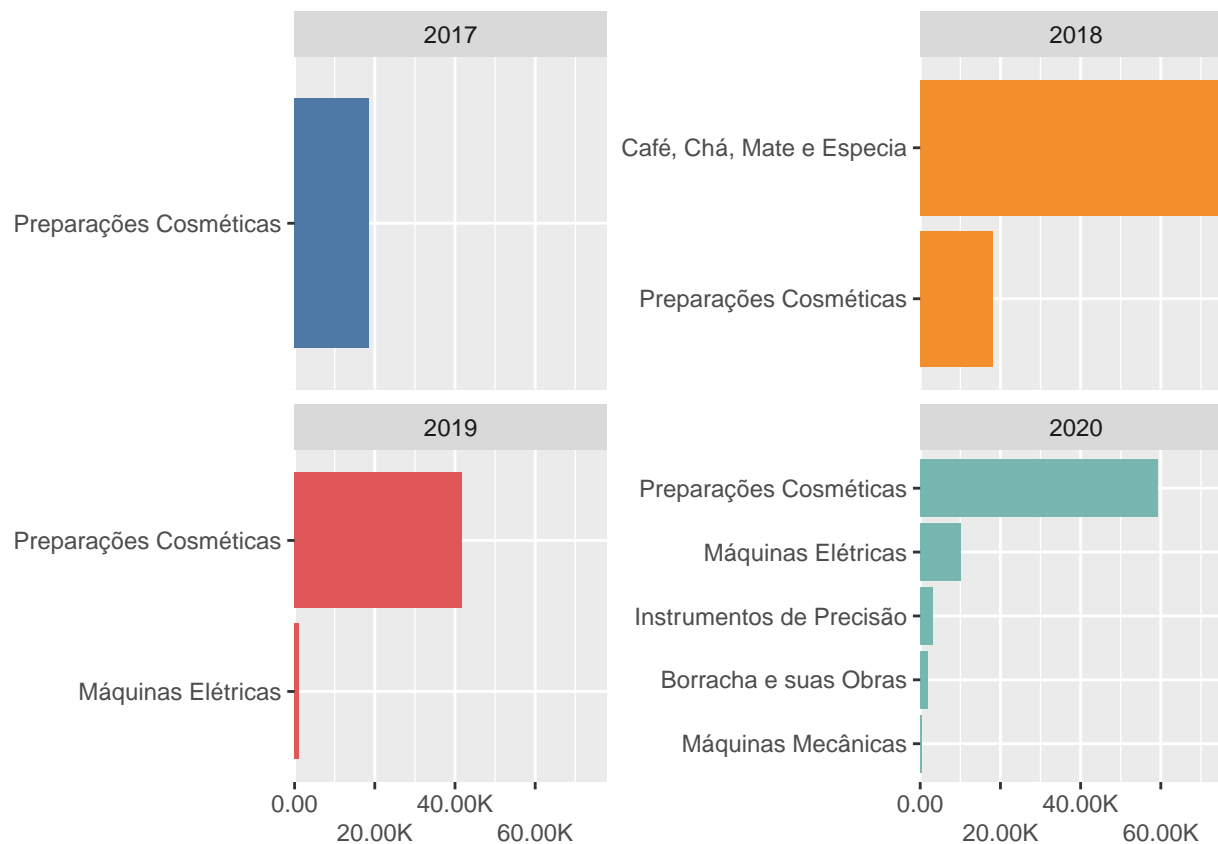 2017
2018
Preparações Cosméticas
Café, Chá, Mate e Especia
Preparações Cosméticas
2019
2020
Preparações Cosméticas
Máquinas Elétricas
Preparações Cosméticas
Máquinas Elétricas
Instrumentos de Precisão
Borracha e suas Obras
Máquinas Mecânicas
0.00
40.00K
20.00K
60.00K
0.00
40.00K
20.00K
60.00K